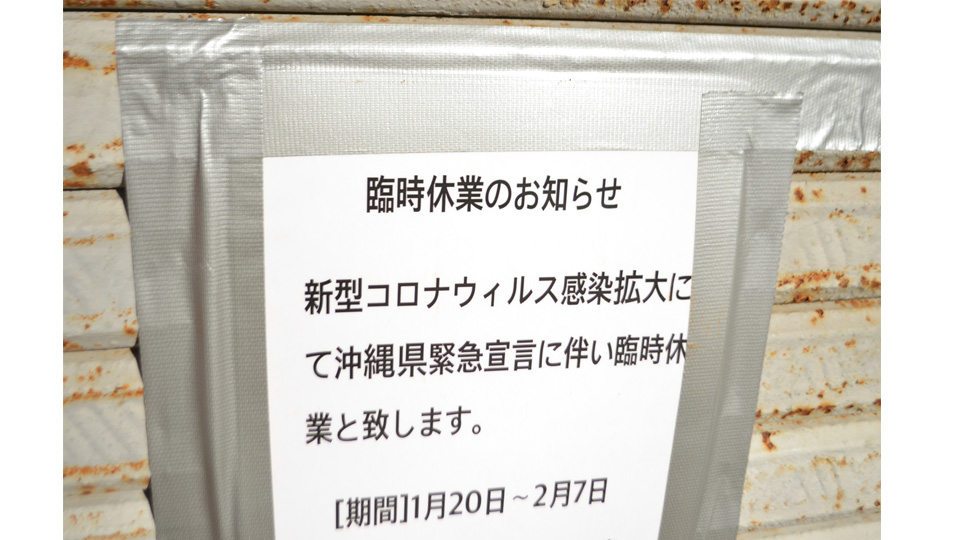 臨時休業のお知らせ
新型コロナウィルス感染拡大に
て沖縄県緊急宣言に伴い臨時休
業と致します。
[期間]1月20日~2月7日